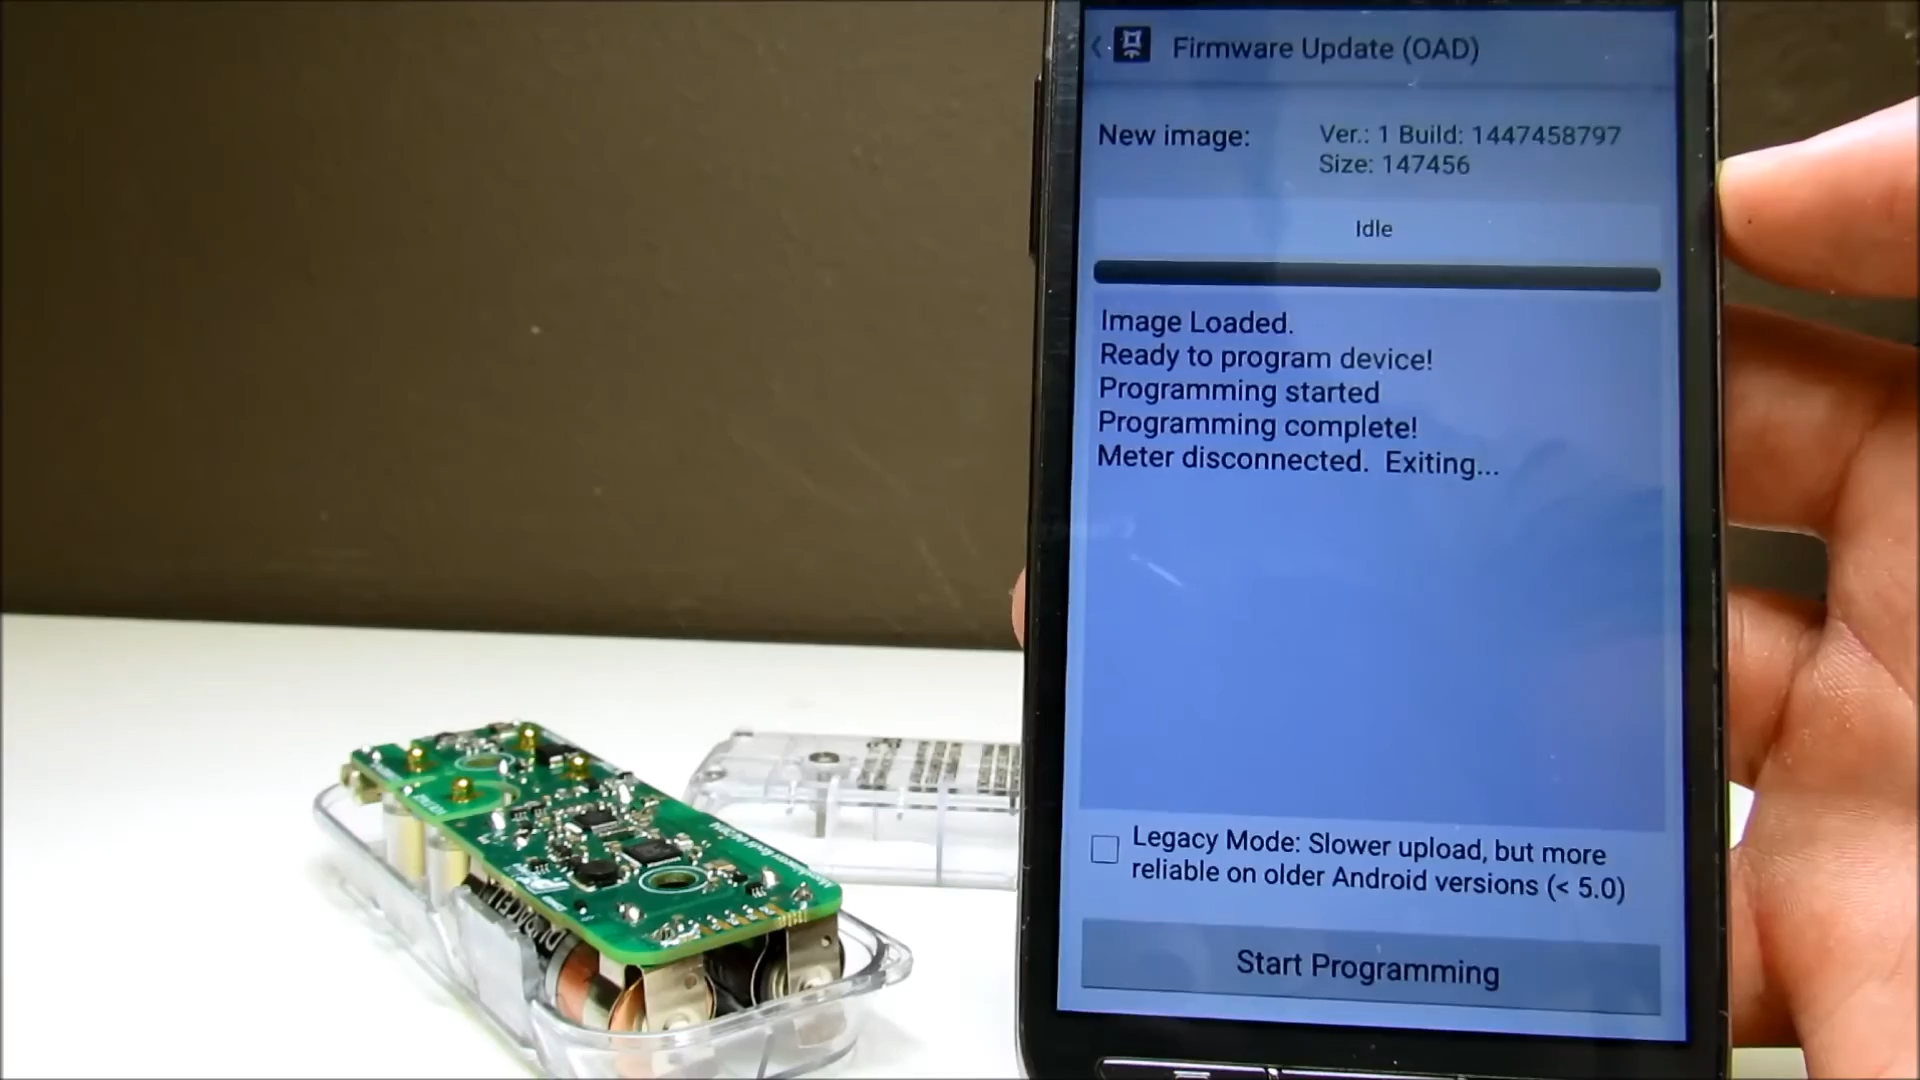 Firmware Update (OAD)
New image:
Ver.: 1 Build: 1447458797
Size: 147456
Idle
Image Loaded.
Ready to program device!
Programming started
Programming complete!
Meter disconnected. Exiting...
Legacy Mode: Slower upload, but more
reliable on older Android versions (< 5.0)
Start Programming